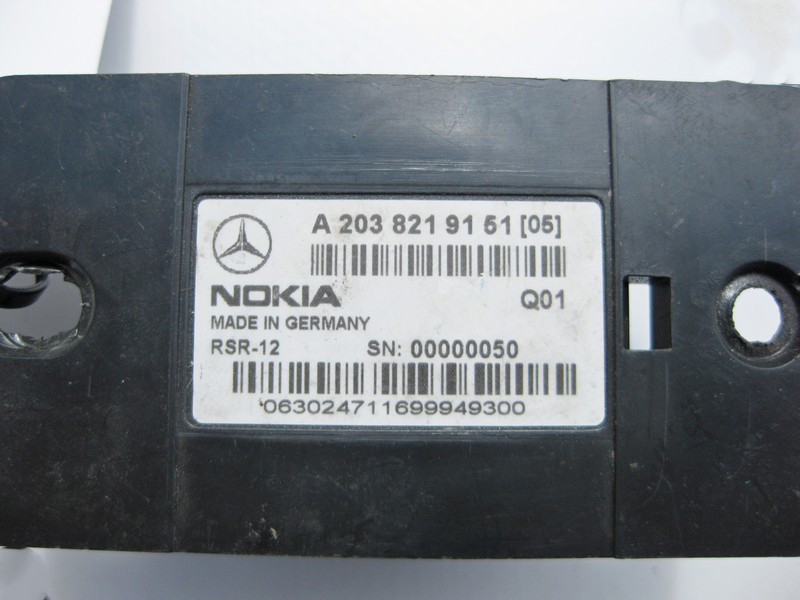 A 203 821 91 51 [05]
NOKIA Q01
MADE IN GERMANY
RSR-12 SN: 00000050
063024711699949300